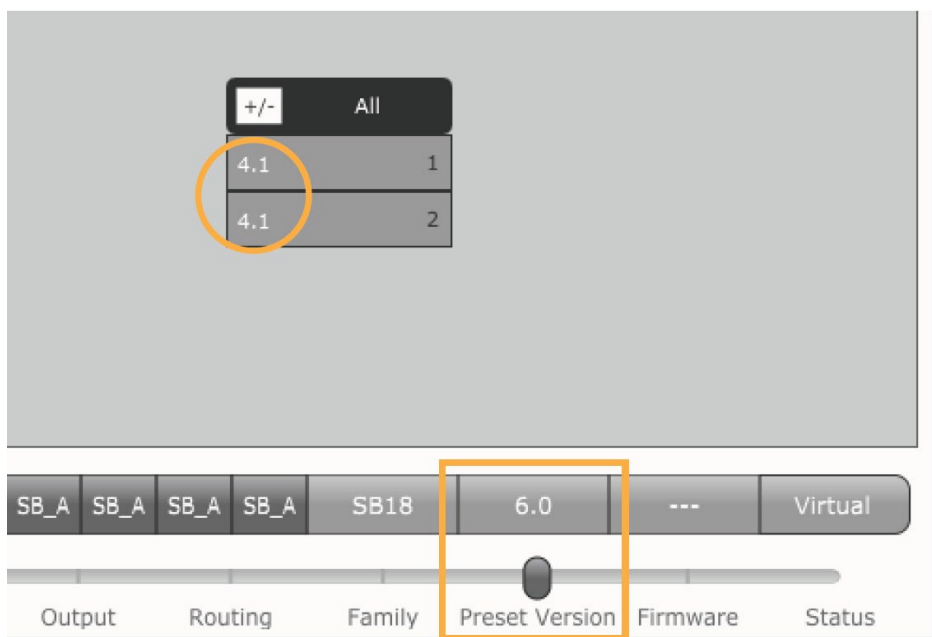 +/- All
4.1 1
4.1 2
SB_A SB_A SB_A SB_A SB18 6.0 --- Virtual
Output Routing Family Preset Version Firmware Status